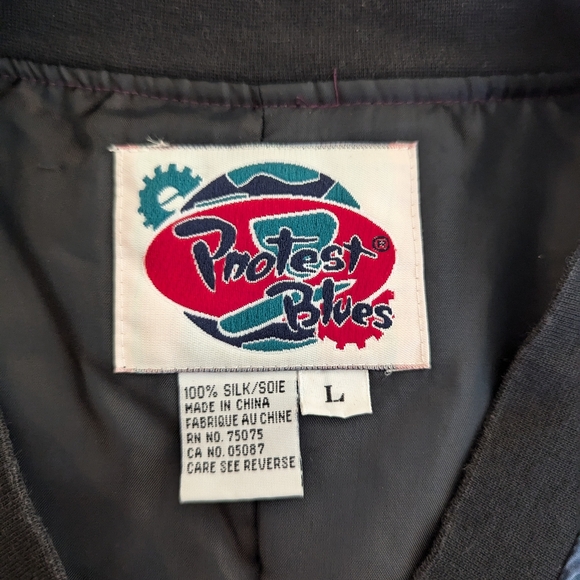 Protest®
Blues
100% SILK/SOIE
MADE IN CHINA
FABRIQUE AU CHINE
RN NO. 75075
CA NO. 05087
CARE SEE REVERSE
L